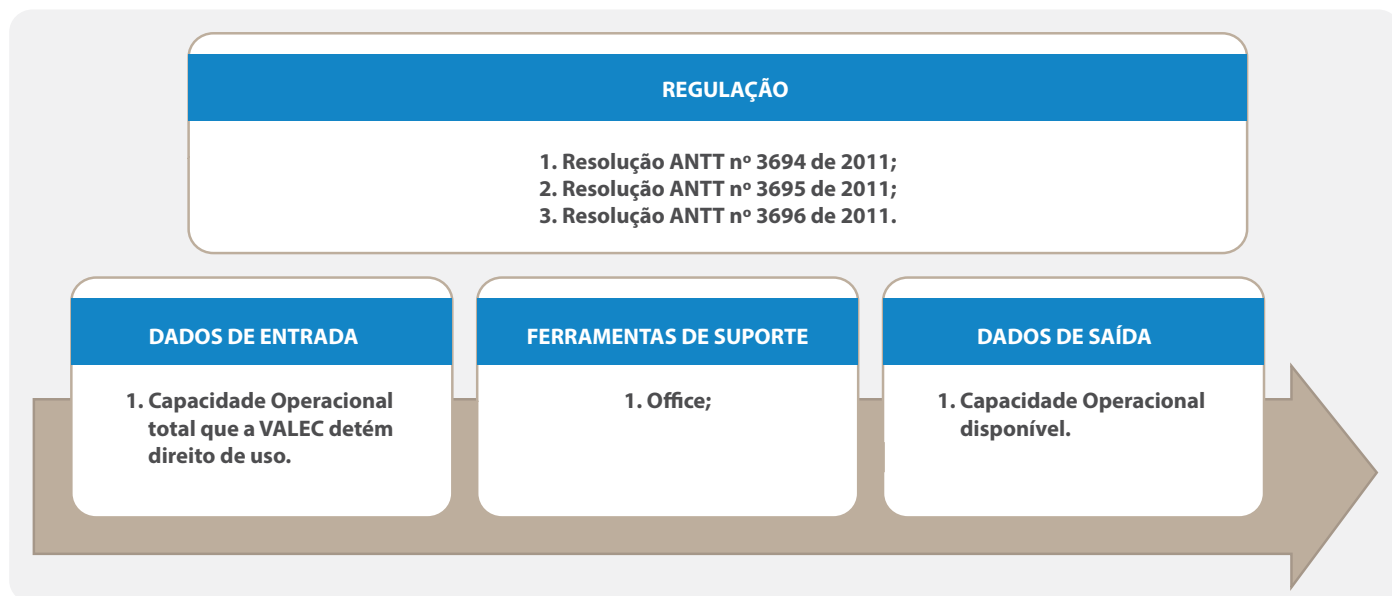 REGULAÇÃO
1. Resolução ANTT nº 3694 de 2011;
2. Resolução ANTT nº 3695 de 2011;
3. Resolução ANTT nº 3696 de 2011.
DADOS DE ENTRADA
1. Capacidade Operacional
total que a VALEC detém
direito de uso.
FERRAMENTAS DE SUPORTE
1. Office;
DADOS DE SAÍDA
1. Capacidade Operacional
disponível.